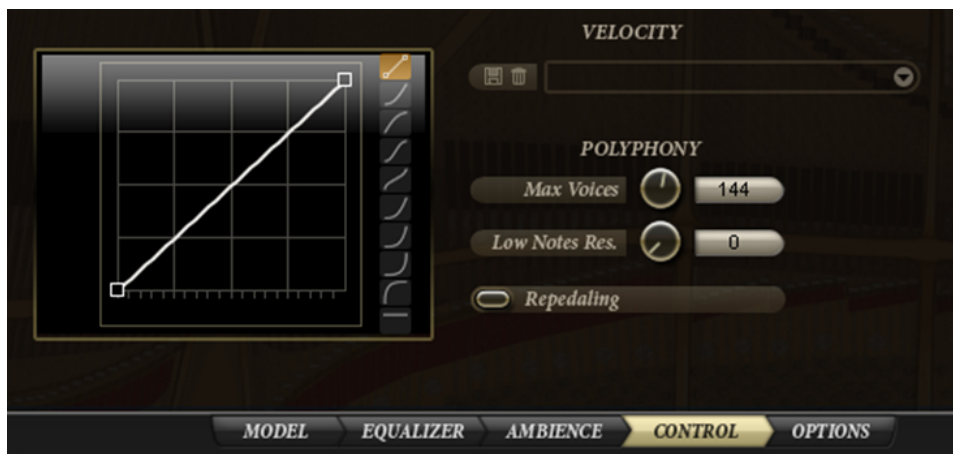 VELOCITY
POLYPHONY
Max Voices 144
Low Notes Res. 0
Repedaling
MODEL EQUALIZER AMBIENCE CONTROL OPTIONS